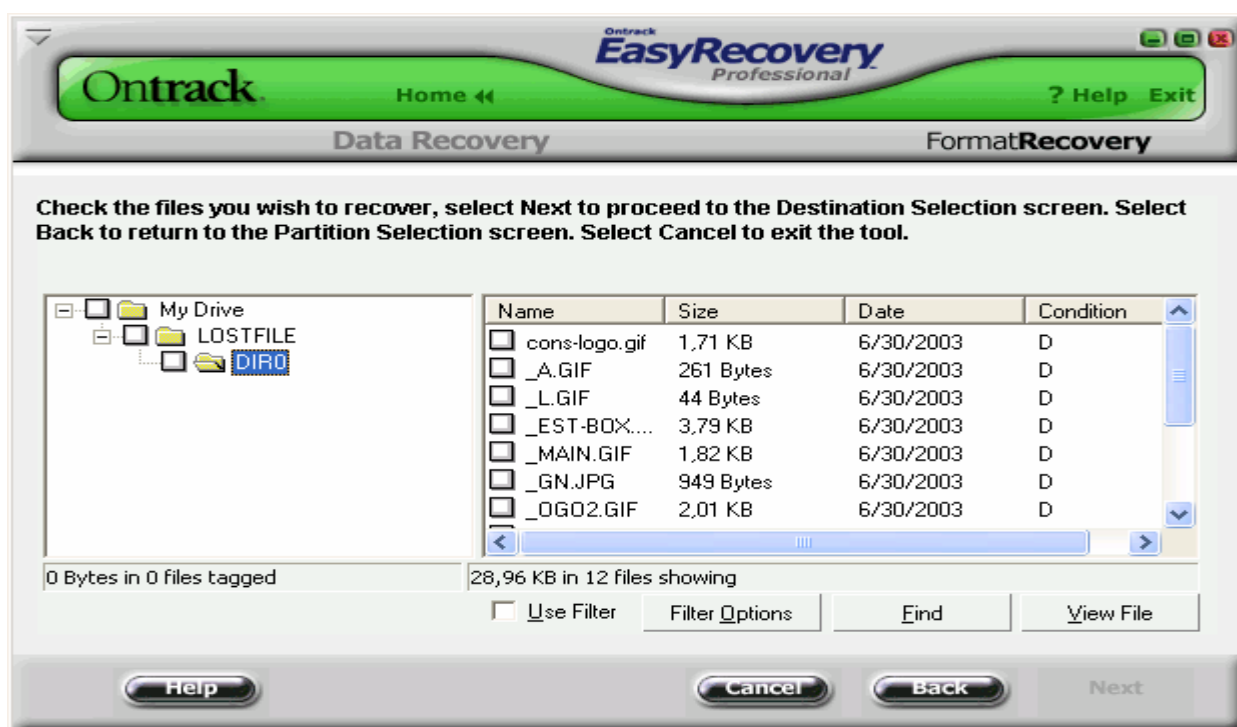 Ontrack
EasyRecovery
Professional
Ontrack
Home
? Help Exit
Data Recovery
FormatRecovery
Check the files you wish to recover, select Next to proceed to the Destination Selection screen. Select
Back to return to the Partition Selection screen. Select Cancel to exit the tool.
My Drive
LOSTFILE
DIR0
Name Size Date Condition
cons-logo.gif 1,71 KB 6/30/2003 D
_A.GIF 261 Bytes 6/30/2003 D
_L.GIF 44 Bytes 6/30/2003 D
_EST-BOX.... 3,79 KB 6/30/2003 D
_MAIN.GIF 1,82 KB 6/30/2003 D
_GN.JPG 949 Bytes 6/30/2003 D
_OGO2.GIF 2,01 KB 6/30/2003 D
0 Bytes in 0 files tagged
28,96 KB in 12 files showing
Use Filter Filter Options Find View File
Help Cancel Back Next